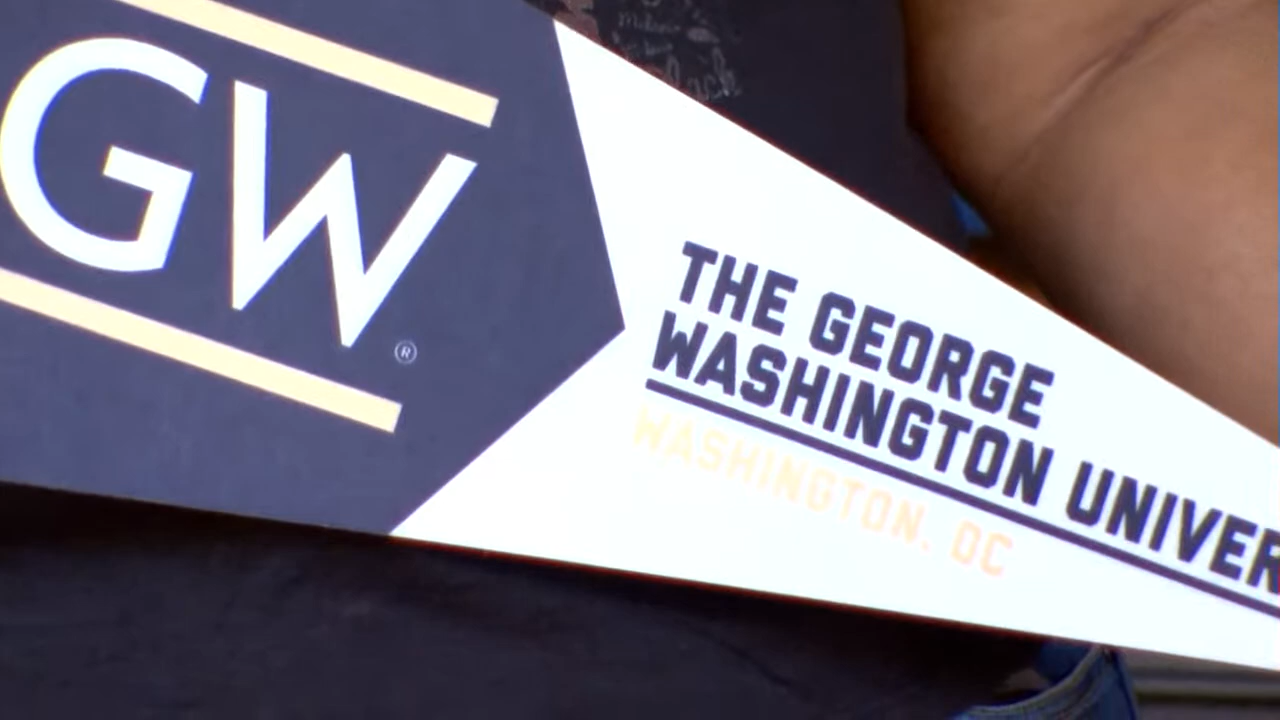 GW®
THE GEORGE
WASHINGTON UNIVER
WASHINGTON, DC